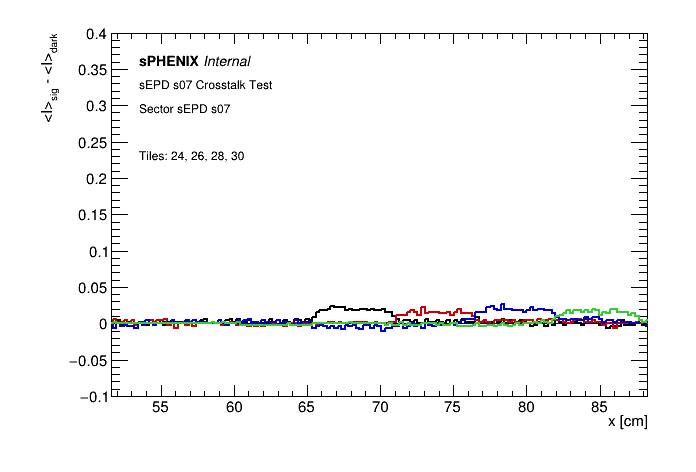 0.4
0.35
0.3
0.25
0.2
0.15
0.1
0.05
0
−0.05
−0.1
<I>sig - <I>dark
sPHENIX Internal
sEPD s07 Crosstalk Test
Sector sEPD s07
Tiles: 24, 26, 28, 30
55 60 65 70 75 80 85
x [cm]